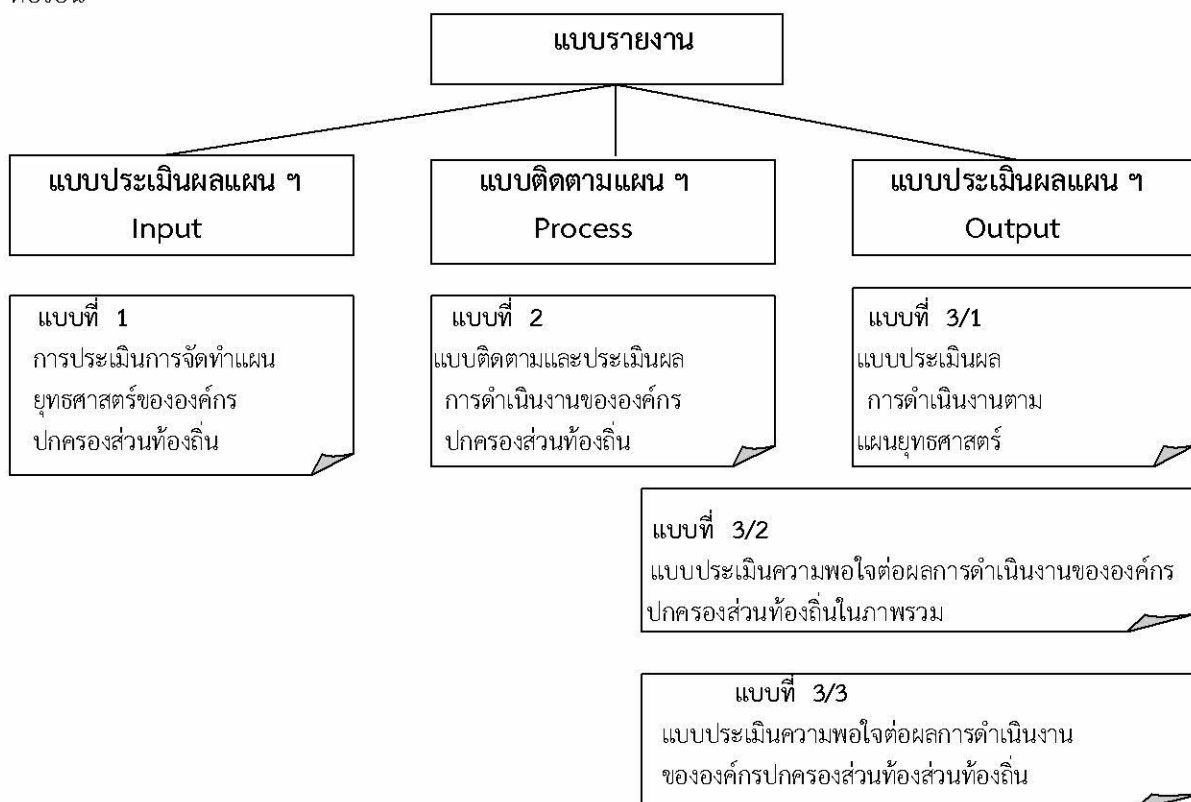 แบบรายงาน
แบบประเมินผลแผน ฯ
Input
แบบติดตามแผน ฯ
Process
แบบประเมินผลแผน ฯ
Output
แบบที่ 1
การประเมินการจัดทำแผน
ยุทธศาสตร์ขององค์กร
ปกครองส่วนท้องถิ่น
แบบที่ 2
แบบติดตามและประเมินผล
การดำเนินงานขององค์กร
ปกครองส่วนท้องถิ่น
แบบที่ 3/1
แบบประเมินผล
การดำเนินงานตาม
แผนยุทธศาสตร์
แบบที่ 3/2
แบบประเมินความพอใจต่อผลการดำเนินงานขององค์กร
ปกครองส่วนท้องถิ่นในภาพรวม
แบบที่ 3/3
แบบประเมินความพอใจต่อผลการดำเนินงาน
ขององค์กรปกครองส่วนท้องส่วนท้องถิ่น